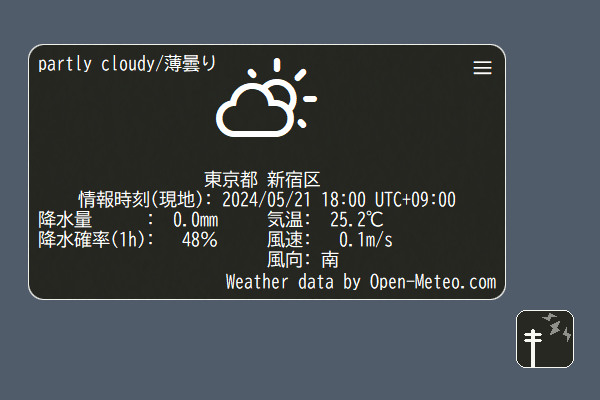 partly cloudy/薄曇り
東京都 新宿区
情報時刻(現地): 2024/05/21 18:00 UTC+09:00
降水量　　　: 0.0mm　　気温: 25.2℃
降水確率(1h): 48%　　風速: 0.1m/s
風向: 南
Weather data by Open-Meteo.com